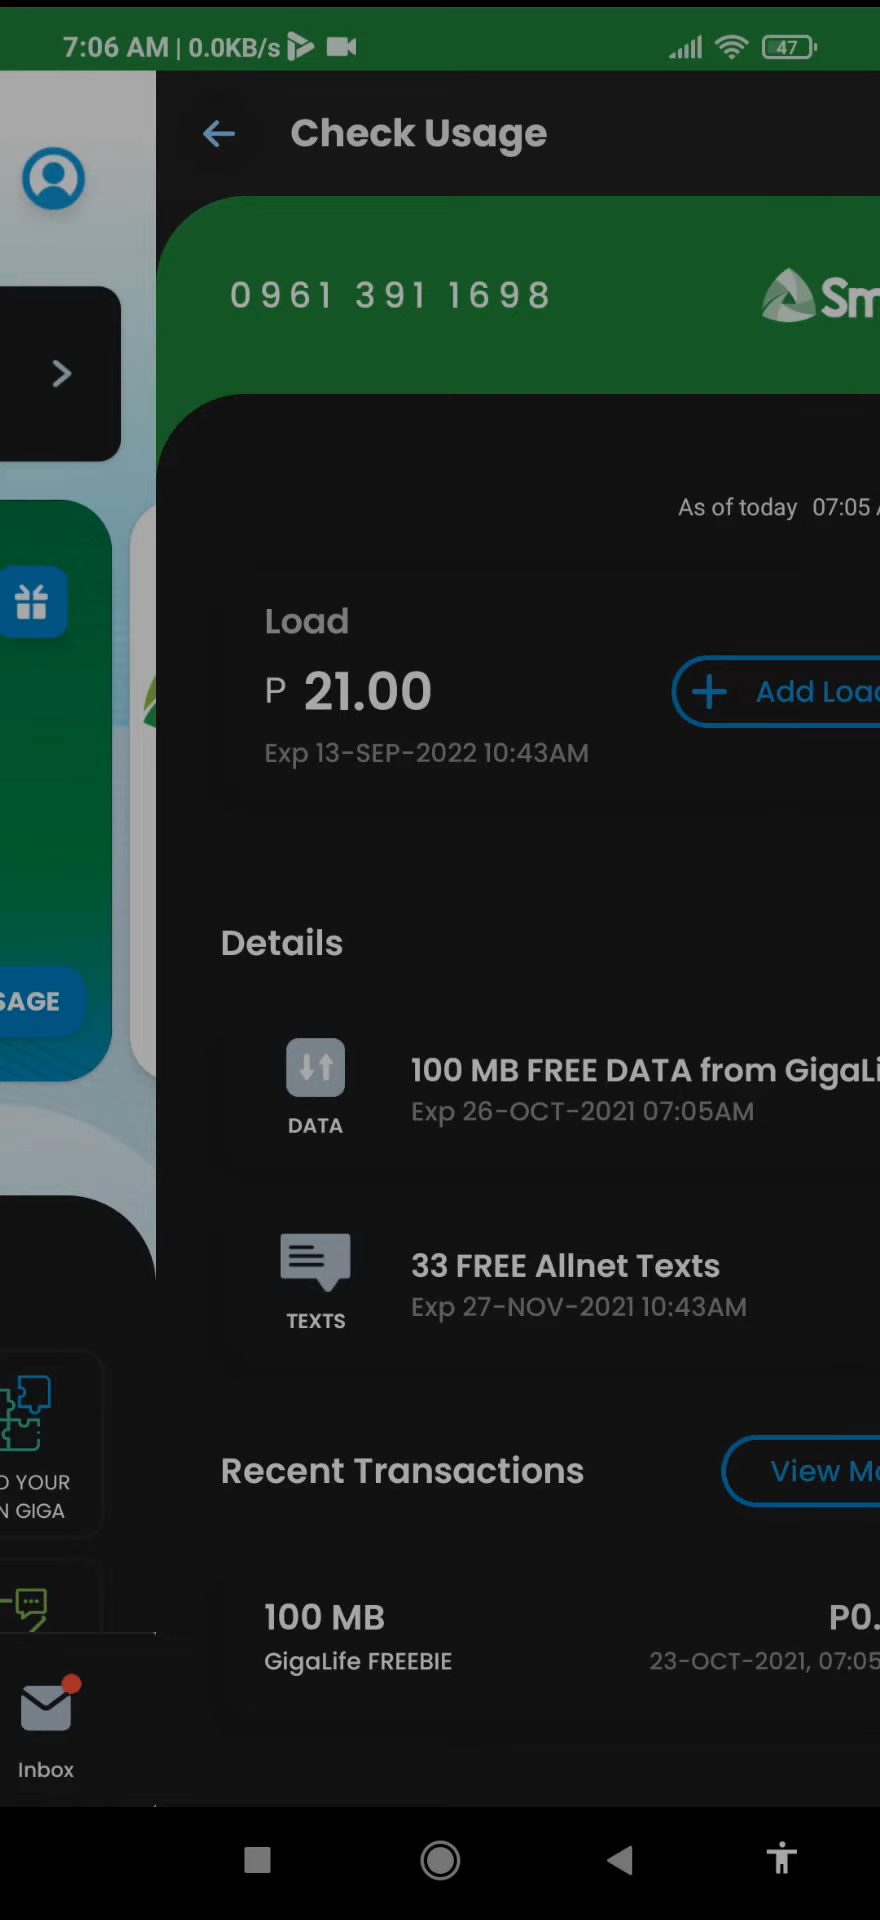 7:06 AM | 0.0KB/s
47
Check Usage
0961 391 1698
As of today 07:05
Load
P 21.00
Add Load
Exp 13-SEP-2022 10:43AM
Details
SAGE
100 MB FREE DATA from GigaLi
Exp 26-OCT-2021 07:05AM
DATA
33 FREE Allnet Texts
Exp 27-NOV-2021 10:43AM
TEXTS
Recent Transactions
View Mo
D YOUR
N GIGA
100 MB
P0.
GigaLife FREEBIE
23-OCT-2021, 07:05
Inbox